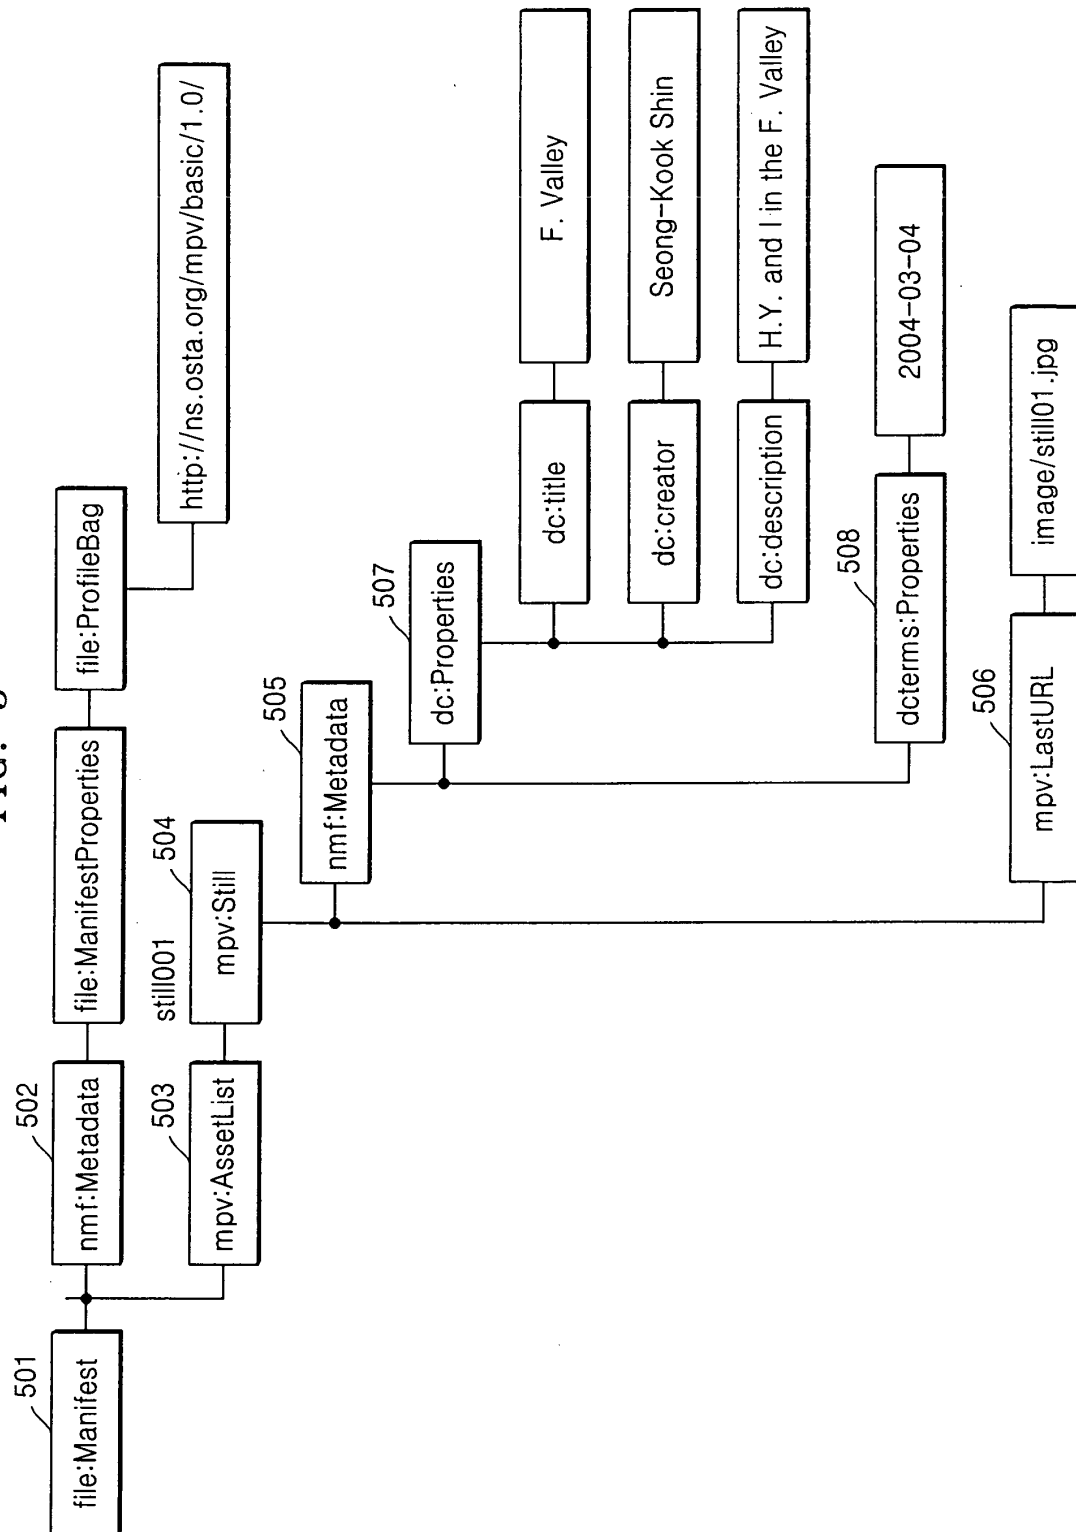 501
file:Manifest
502
nmf:Metadata
file:ManifestProperties
file:ProfileBag
http://ns.osta.org/mpv/basic/1.0/
503
mpv:AssetList
still001
504
mpv:Still
505
nmf:Metadata
507
dc:Properties
dc:title
F. Valley
dc:creator
Seong-Kook Shin
dc:description
H.Y. and I in the F. Valley
508
dcterms:Properties
2004-03-04
506
mpv:LastURL
image/still01.jpg